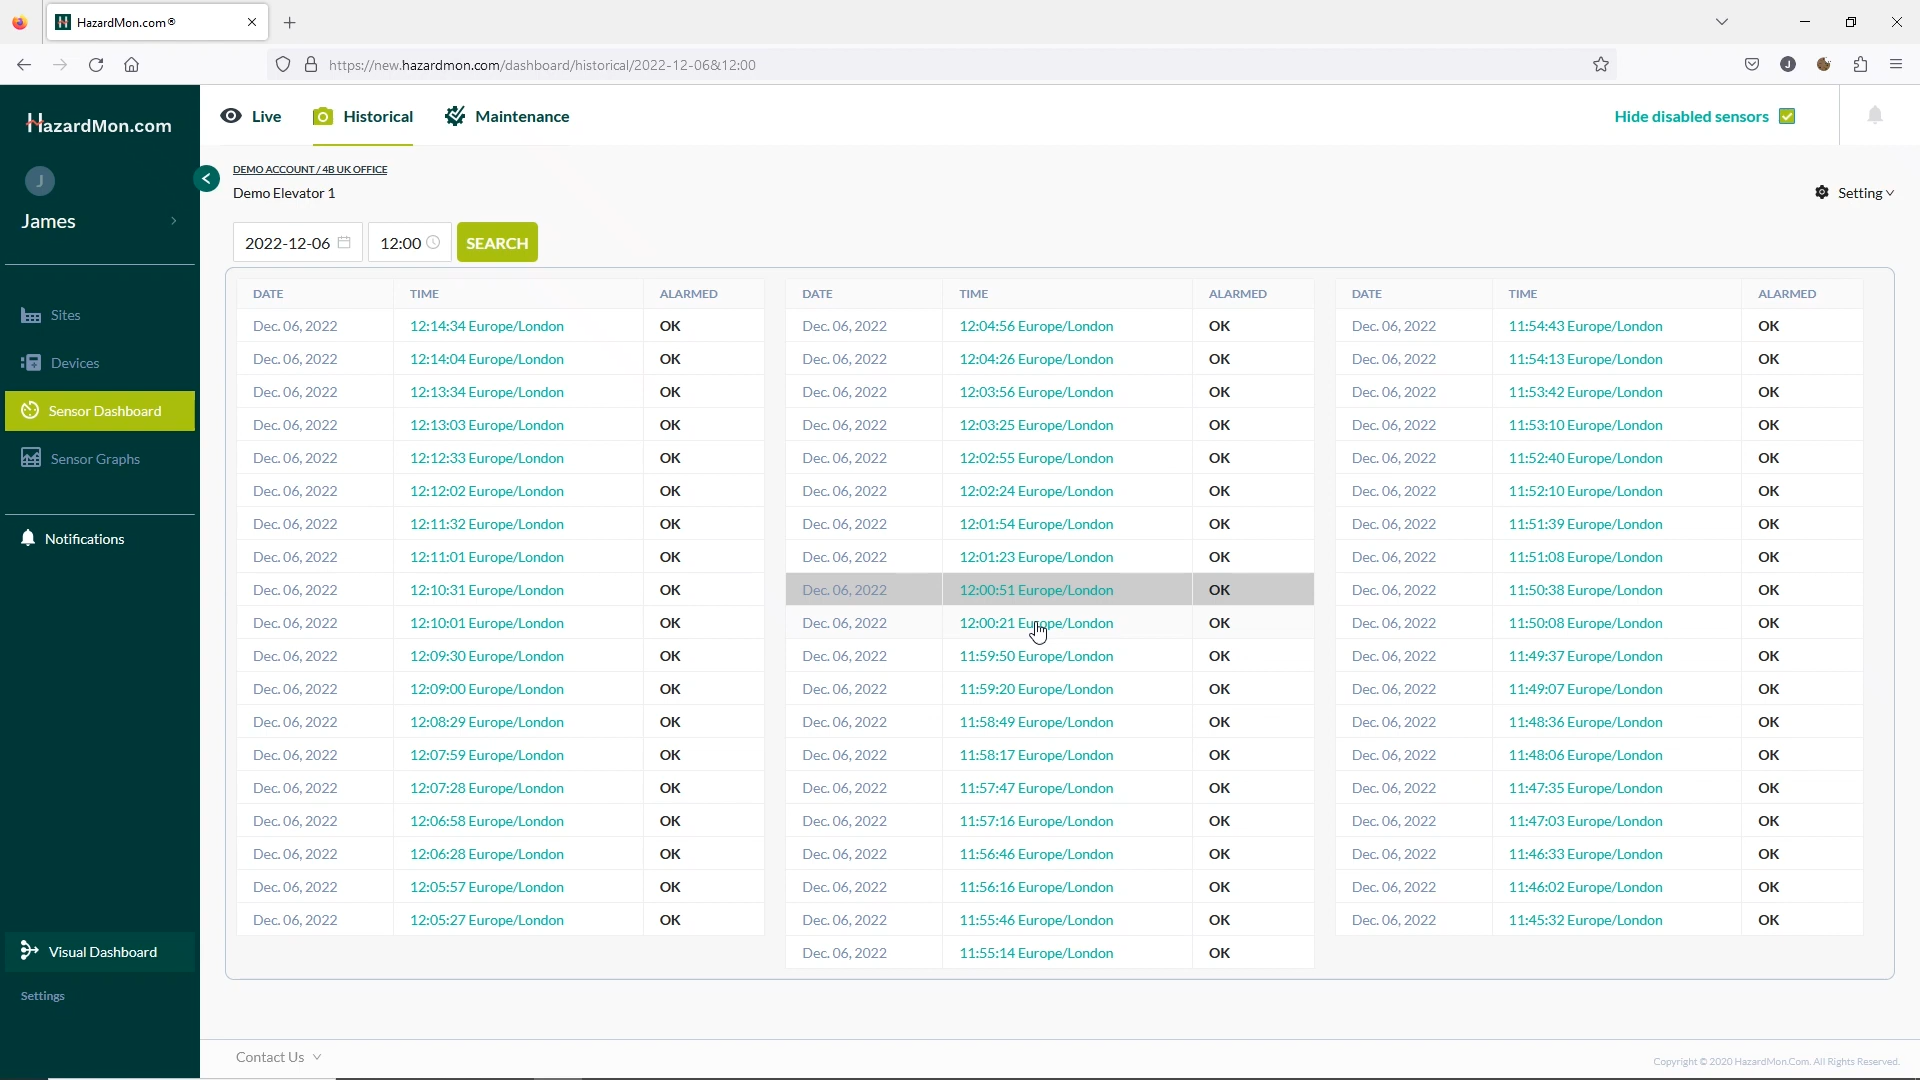 HazardMon.com®
https://new.hazardmon.com/dashboard/historical/2022-12-06&12:00
J
HazardMon.com
Live
Historical
Maintenance
Hide disabled sensors
J
James
DEMO ACCOUNT / 4B UK OFFICE
Demo Elevator 1
Setting
2022-12-06
12:00
SEARCH
Sites
Devices
Sensor Dashboard
Sensor Graphs
Notifications
Visual Dashboard
Settings
DATE TIME ALARMED DATE TIME ALARMED DATE TIME ALARMED
Dec. 06, 2022 12:14:34 Europe/London OK Dec. 06, 2022 12:04:56 Europe/London OK Dec. 06, 2022 11:54:43 Europe/London OK
Dec. 06, 2022 12:14:04 Europe/London OK Dec. 06, 2022 12:04:26 Europe/London OK Dec. 06, 2022 11:54:13 Europe/London OK
Dec. 06, 2022 12:13:34 Europe/London OK Dec. 06, 2022 12:03:56 Europe/London OK Dec. 06, 2022 11:53:42 Europe/London OK
Dec. 06, 2022 12:13:03 Europe/London OK Dec. 06, 2022 12:03:25 Europe/London OK Dec. 06, 2022 11:53:10 Europe/London OK
Dec. 06, 2022 12:12:33 Europe/London OK Dec. 06, 2022 12:02:55 Europe/London OK Dec. 06, 2022 11:52:40 Europe/London OK
Dec. 06, 2022 12:12:02 Europe/London OK Dec. 06, 2022 12:02:24 Europe/London OK Dec. 06, 2022 11:52:10 Europe/London OK
Dec. 06, 2022 12:11:32 Europe/London OK Dec. 06, 2022 12:01:54 Europe/London OK Dec. 06, 2022 11:51:39 Europe/London OK
Dec. 06, 2022 12:11:01 Europe/London OK Dec. 06, 2022 12:01:23 Europe/London OK Dec. 06, 2022 11:51:08 Europe/London OK
Dec. 06, 2022 12:10:31 Europe/London OK Dec. 06, 2022 12:00:51 Europe/London OK Dec. 06, 2022 11:50:38 Europe/London OK
Dec. 06, 2022 12:10:01 Europe/London OK Dec. 06, 2022 12:00:21 Europe/London OK Dec. 06, 2022 11:50:08 Europe/London OK
Dec. 06, 2022 12:09:30 Europe/London OK Dec. 06, 2022 11:59:50 Europe/London OK Dec. 06, 2022 11:49:37 Europe/London OK
Dec. 06, 2022 12:09:00 Europe/London OK Dec. 06, 2022 11:59:20 Europe/London OK Dec. 06, 2022 11:49:07 Europe/London OK
Dec. 06, 2022 12:08:29 Europe/London OK Dec. 06, 2022 11:58:49 Europe/London OK Dec. 06, 2022 11:48:36 Europe/London OK
Dec. 06, 2022 12:07:59 Europe/London OK Dec. 06, 2022 11:58:17 Europe/London OK Dec. 06, 2022 11:48:06 Europe/London OK
Dec. 06, 2022 12:07:28 Europe/London OK Dec. 06, 2022 11:57:47 Europe/London OK Dec. 06, 2022 11:47:35 Europe/London OK
Dec. 06, 2022 12:06:58 Europe/London OK Dec. 06, 2022 11:57:16 Europe/London OK Dec. 06, 2022 11:47:03 Europe/London OK
Dec. 06, 2022 12:06:28 Europe/London OK Dec. 06, 2022 11:56:46 Europe/London OK Dec. 06, 2022 11:46:33 Europe/London OK
Dec. 06, 2022 12:05:57 Europe/London OK Dec. 06, 2022 11:56:16 Europe/London OK Dec. 06, 2022 11:46:02 Europe/London OK
Dec. 06, 2022 12:05:27 Europe/London OK Dec. 06, 2022 11:55:46 Europe/London OK Dec. 06, 2022 11:45:32 Europe/London OK
Dec. 06, 2022 11:55:14 Europe/London OK
Contact Us
Copyright © 2020 HazardMon.Com. All Rights Reserved.